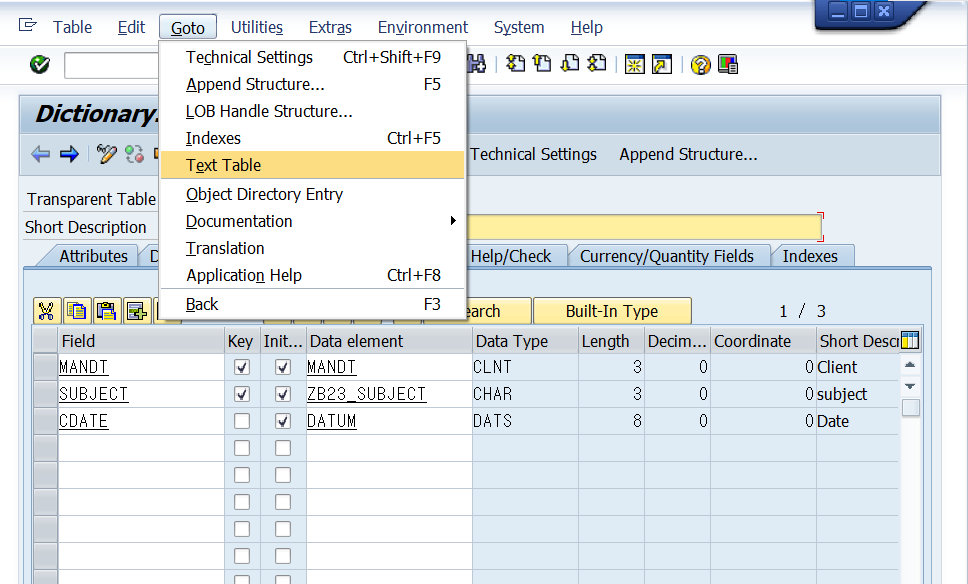 Table Edit Goto Utilities Extras Environment System Help
Technical Settings Ctrl+Shift+F9
Append Structure... F5
LOB Handle Structure...
Indexes Ctrl+F5
Text Table
Object Directory Entry
Documentation
Translation
Application Help Ctrl+F8
Back F3
Dictionary:
Technical Settings Append Structure...
Transparent Table
Short Description
Attributes D Help/Check Currency/Quantity Fields Indexes
earch Built-In Type 1 / 3
Field Key Init... Data element Data Type Length Decim... Coordinate Short Descr
MANDT MANDT CLNT 3 0 0 Client
SUBJECT ZB23_SUBJECT CHAR 3 0 0 subject
CDATE DATUM DATS 8 0 0 Date